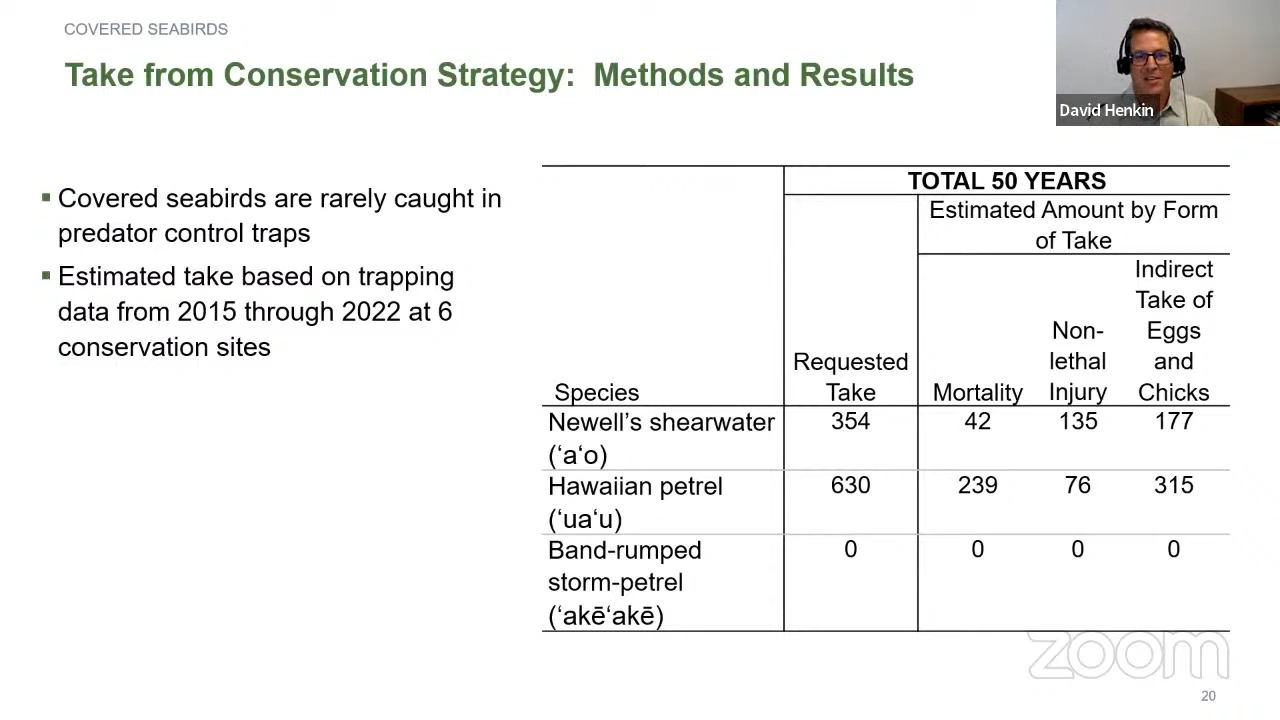 COVERED SEABIRDS
Take from Conservation Strategy: Methods and Results
David Henkin
▪ Covered seabirds are rarely caught in
predator control traps
▪ Estimated take based on trapping
data from 2015 through 2022 at 6
conservation sites
TOTAL 50 YEARS
Estimated Amount by Form
of Take
Species
Requested
Take
Mortality
Non-
lethal
Injury
Indirect
Take of
Eggs
and
Chicks
Newell’s shearwater 354 42 135 177
(ʻaʻo)
Hawaiian petrel 630 239 76 315
(ʻuaʻu)
Band-rumped 0 0 0 0
storm-petrel
(ʻakēʻakē)
zoom
20